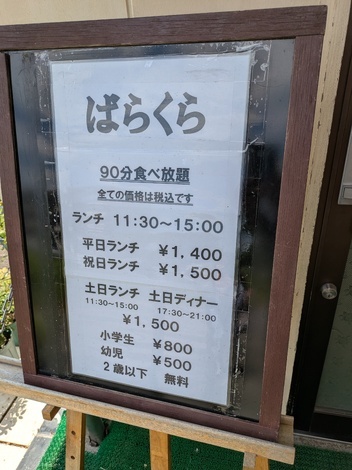 ばらくら
90分食べ放題
全ての価格は税込です
ランチ 11:30～15:00
平日ランチ ￥1,400
祝日ランチ ￥1,500
土日ランチ 土日ディナー
11:30～15:00 17:30～21:00
￥1,500
小学生 ￥800
幼児 ￥500
2歳以下 無料